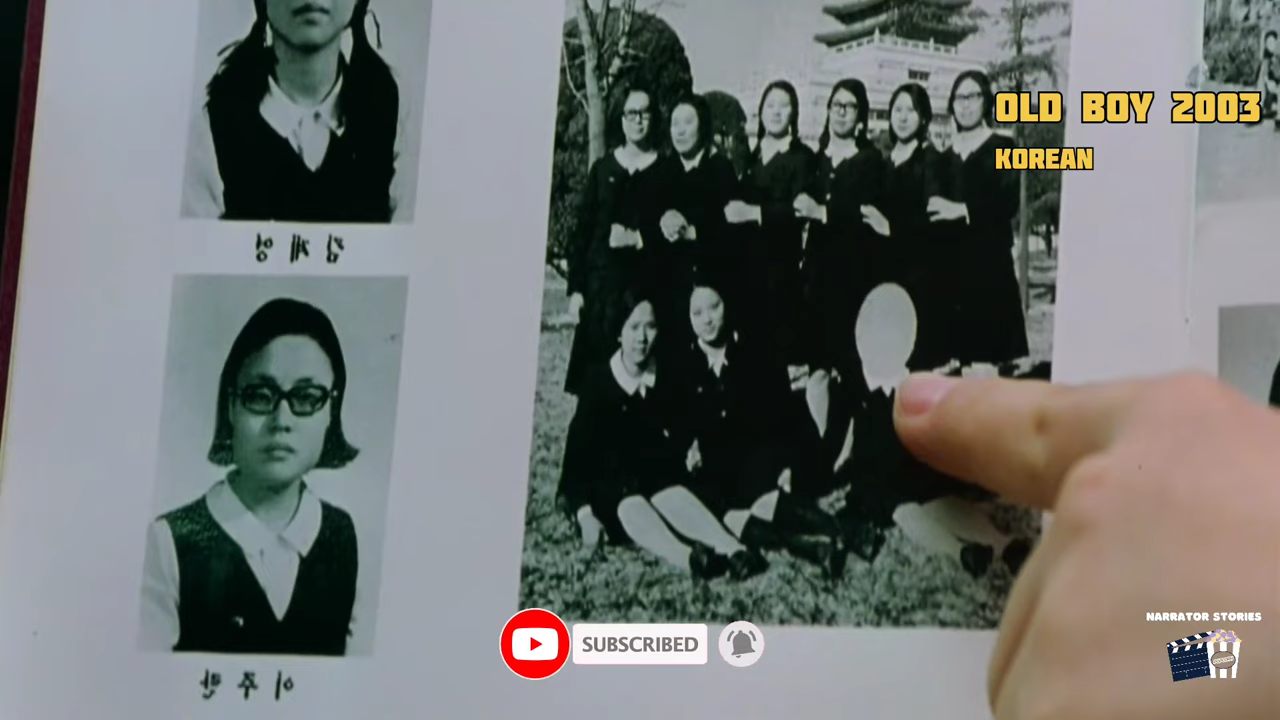 OLD BOY 2003
KOREAN
SUBSCRIBED
NARRATOR STORIES